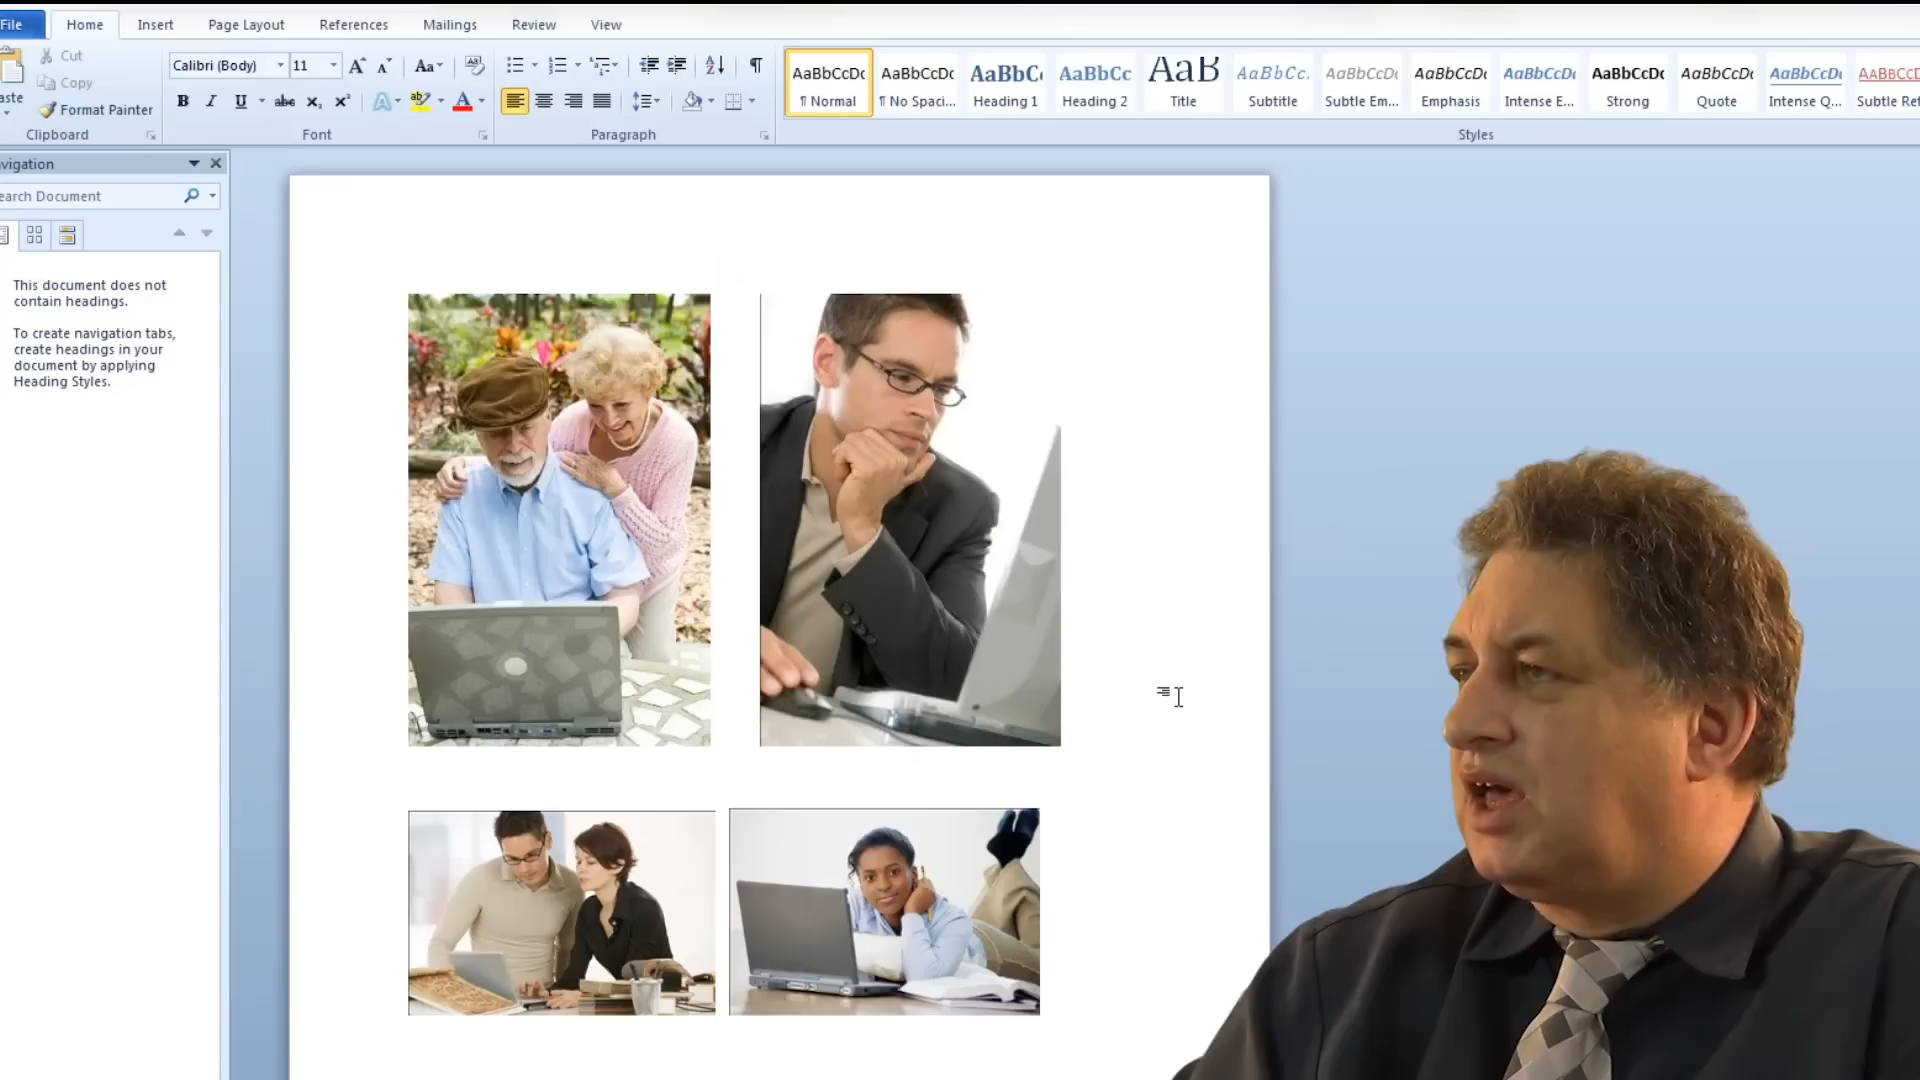 File Home Insert Page Layout References Mailings Review View
Cut
Copy
Format Painter
Clipboard
Calibri (Body) 11
Font
Paragraph
AaBbCcDc AaBbCcDc AaBbC AaBbCc AaB AaBbCc. AaBbCcDc AaBbCcDc AaBbCcDc AaBbCcDc AaBbCcDc AaBbCcDc AABBCCDC
¶ Normal ¶ No Spaci... Heading 1 Heading 2 Title Subtitle Subtle Em... Emphasis Intense E... Strong Quote Intense Q... Subtle Ref
Styles
vigation
earch Document
This document does not
contain headings.
To create navigation tabs,
create headings in your
document by applying
Heading Styles.